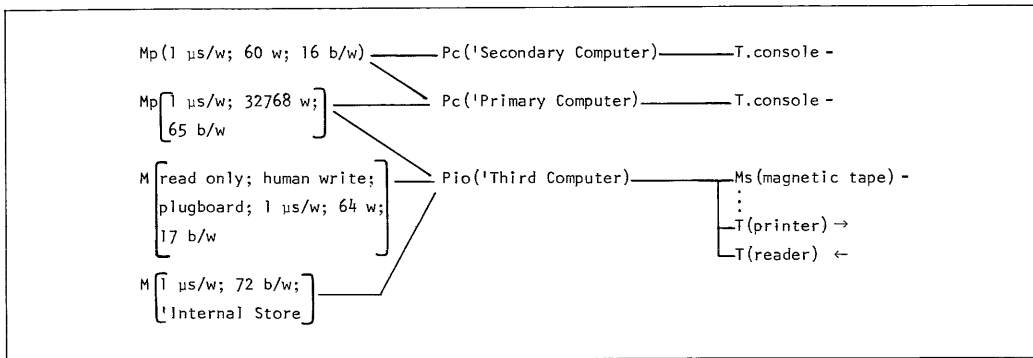 Mp(1 μs/w; 60 w; 16 b/w) Pc('Secondary Computer) T.console -
Mp[1 μs/w; 32768 w; Pc('Primary Computer) T.console -
65 b/w]
M[read only; human write; Pio('Third Computer) Ms(magnetic tape) -
plugboard; 1 μs/w; 64 w;
17 b/w] T(printer) →
T(reader) ←
M[1 μs/w; 72 b/w;
'Internal Store]